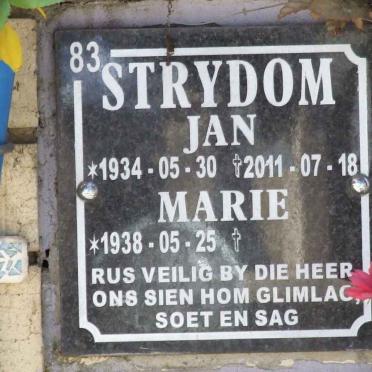 83
STRYDOM
JAN
*1934 - 05 - 30 ✝2011 - 07 - 18
MARIE
*1938 - 05 - 25 ✝
RUS VEILIG BY DIE HEER
ONS SIEN HOM GLIMLAG
SOET EN SAG